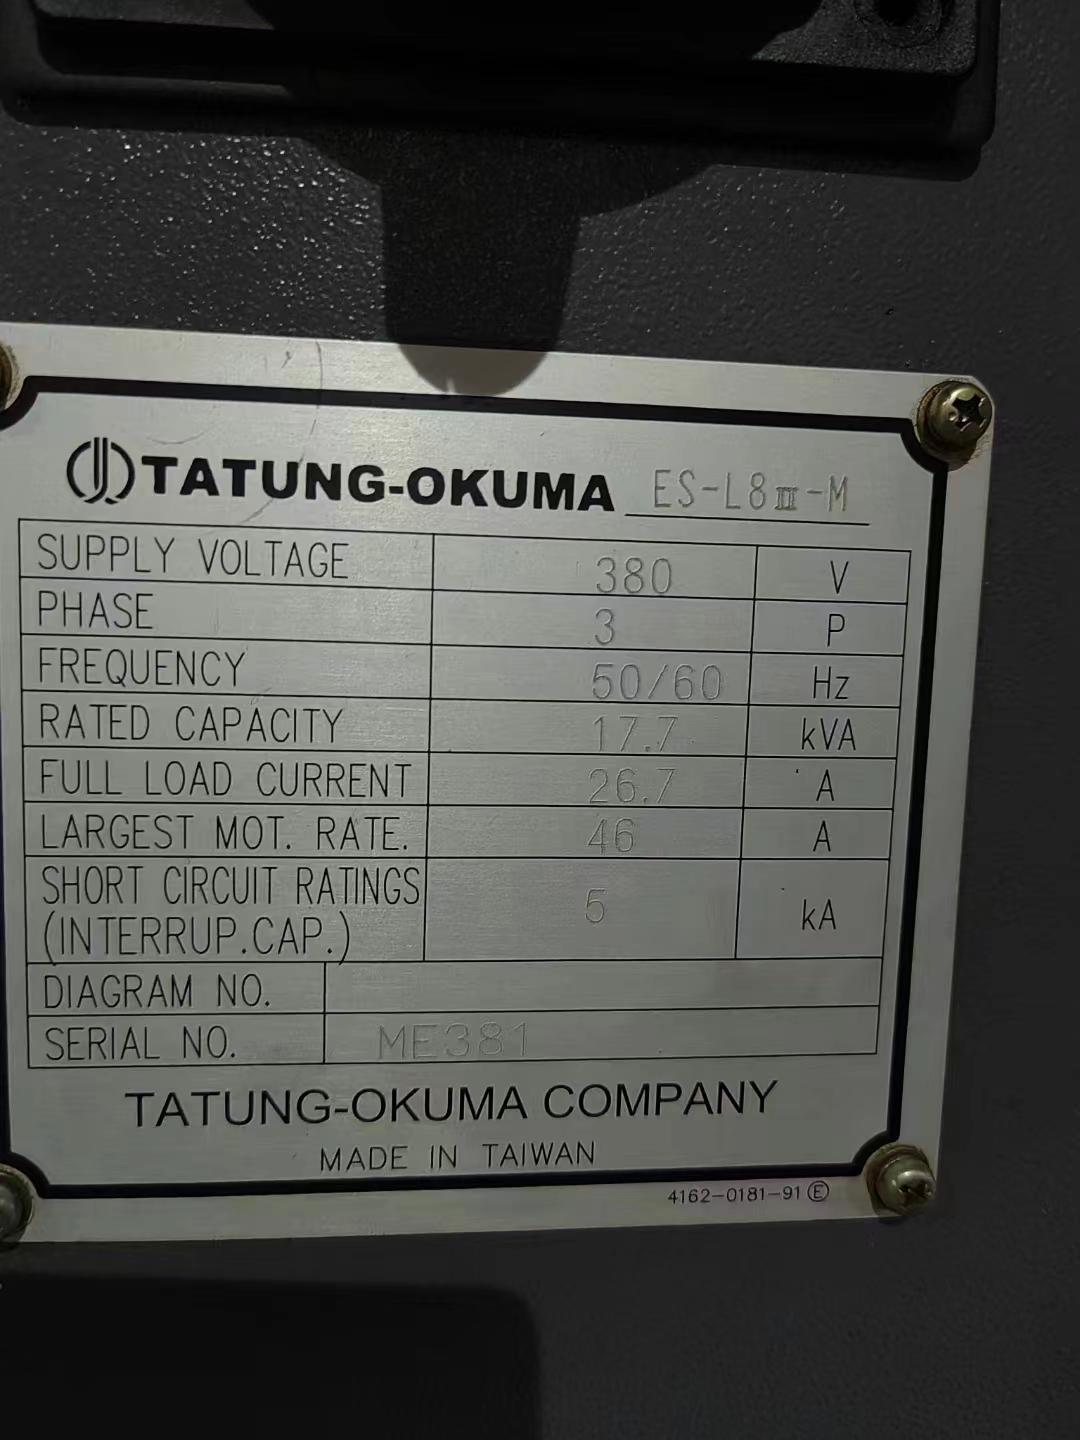 TATUNG-OKUMA ES-L8Ⅲ-M
SUPPLY VOLTAGE 380 V
PHASE 3 P
FREQUENCY 50/60 Hz
RATED CAPACITY 17.7 kVA
FULL LOAD CURRENT 26.7 A
LARGEST MOT. RATE. 46 A
SHORT CIRCUIT RATINGS 5 kA
(INTERRUP.CAP.)
DIAGRAM NO.
SERIAL NO. ME381
TATUNG-OKUMA COMPANY
MADE IN TAIWAN
4162-0181-91 Ⓔ